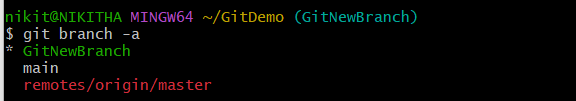 nikit@NIKITHA MINGW64 ~/GitDemo (GitNewBranch)
$ git branch -a
* GitNewBranch
  main
  remotes/origin/master